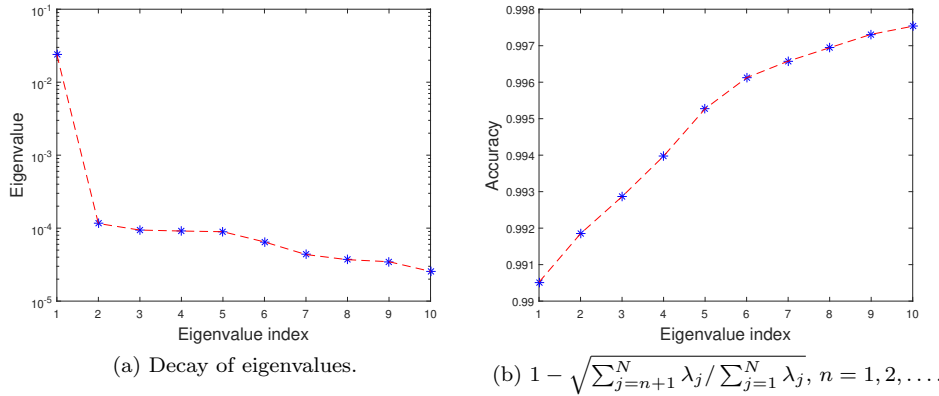 10^-1
10^-2
10^-3
10^-4
10^-5
Eigenvalue
1 2 3 4 5 6 7 8 9 10
Eigenvalue index
(a) Decay of eigenvalues.
0.998
0.997
0.996
0.995
0.994
0.993
0.992
0.991
0.99
Accuracy
1 2 3 4 5 6 7 8 9 10
Eigenvalue index
(b) 1 − √(∑_{j=n+1}^{N} λ_j / ∑_{j=1}^{N} λ_j), n = 1, 2, . . . .